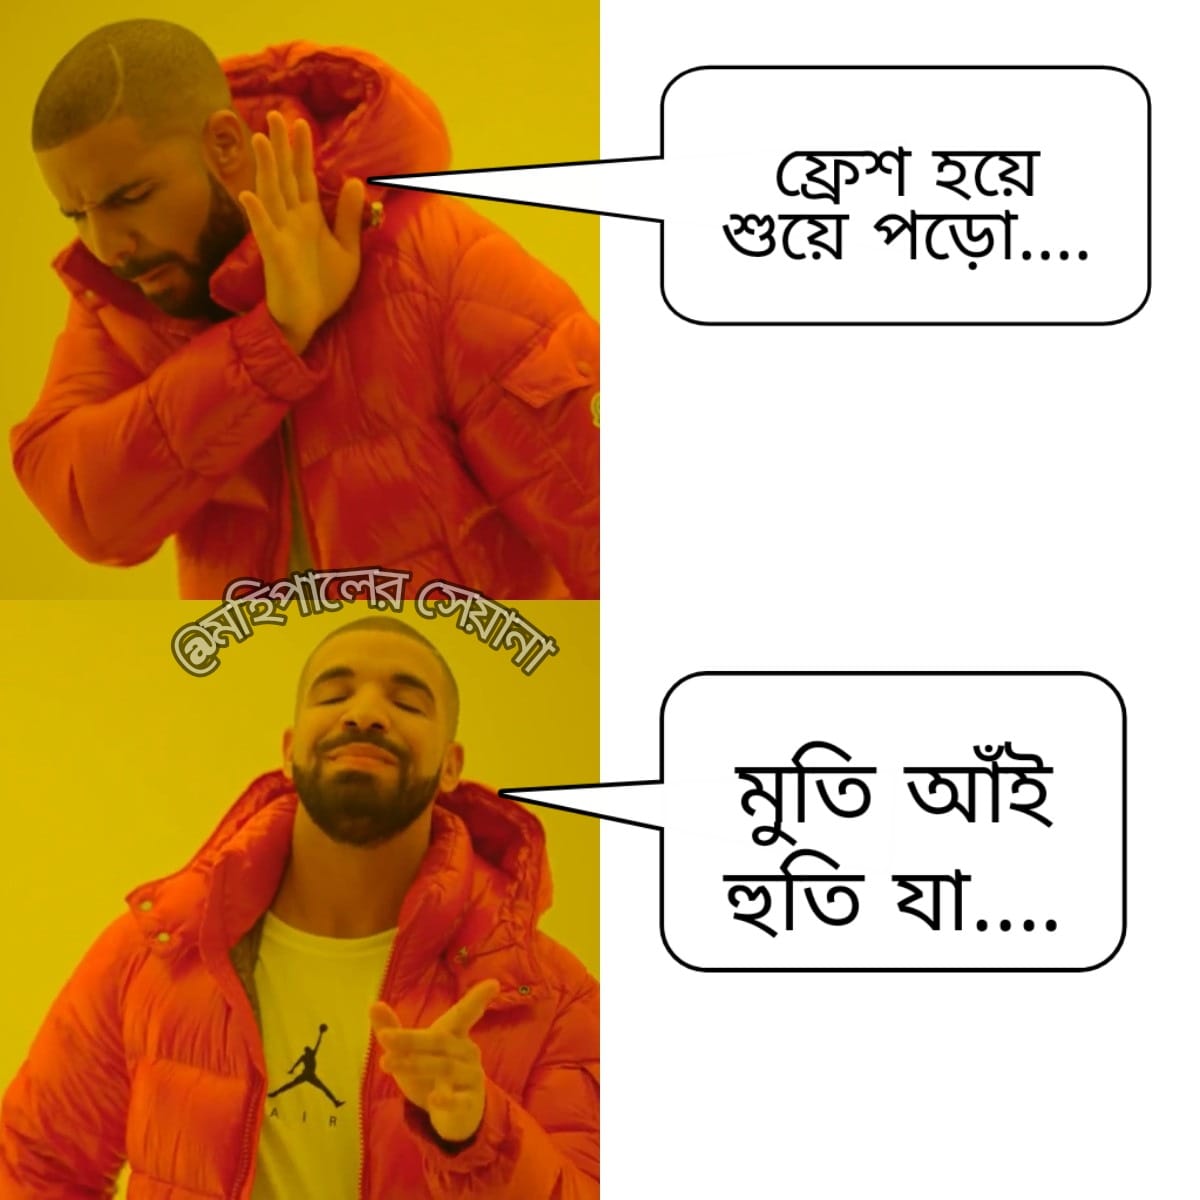 ফ্রেশ হয়ে
শুয়ে পড়ো....
@মহিপালের সেয়ানা
মুতি আঁই
হুতি যা....
AIR